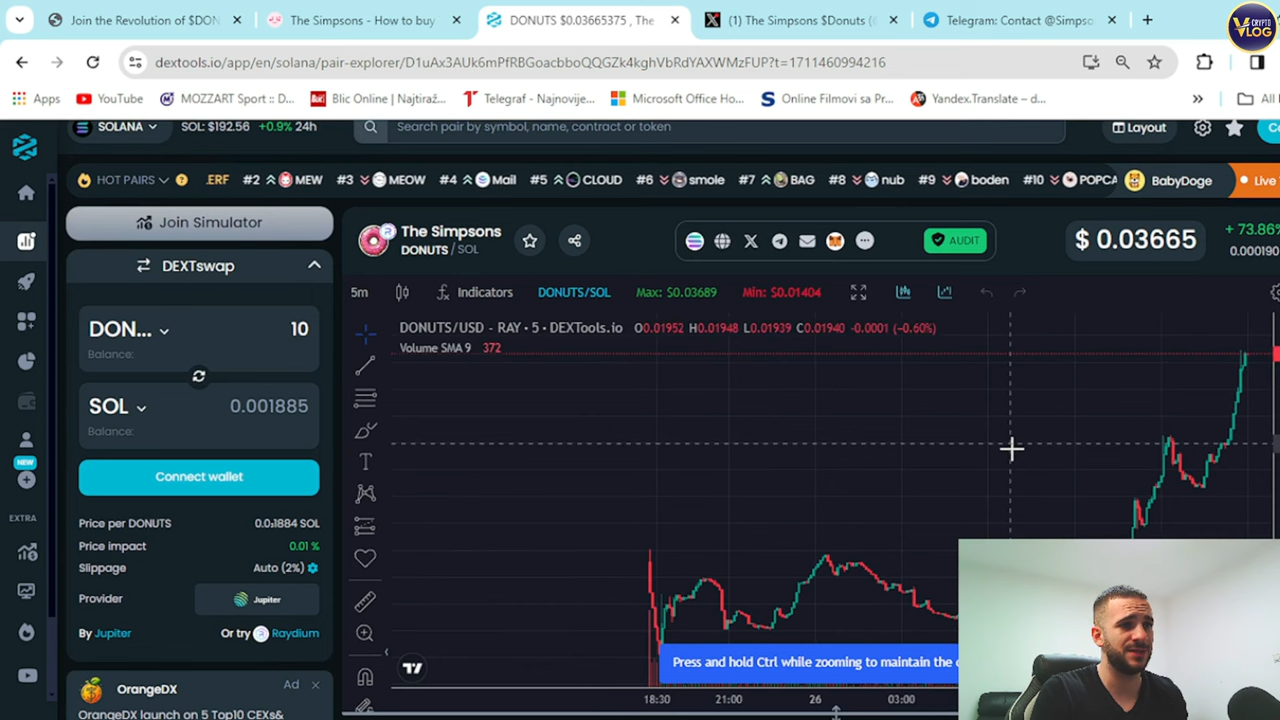 Join the Revolution of $DON
The Simpsons - How to buy
DONUTS $0.03665375 , The
(1) The Simpsons $Donuts (
Telegram: Contact @Simpso
CRYPTO
VLOG
dextools.io/app/en/solana/pair-explorer/D1uAx3AUk6mPfRBGoaobooQQGZk4kghVbRdYAXWMzFUP?t=1711460994216
Apps
YouTube
MOZZART Sport :: D...
Blic Online | Najtiraž...
Telegraf - Najnovije...
Microsoft Office Ho...
Online Filmovi sa Pr...
Yandex.Translate – d...
All
SOLANA
SOL: $192.56 +0.9% 24h
Search pair by symbol, name, contract or token
Layout
HOT PAIRS
.ERF
#2 MEW
#3 MEOW
#4 Mail
#5 CLOUD
#6 smole
#7 BAG
#8 nub
#9 boden
#10 POPCA
BabyDoge
Live
Join Simulator
The Simpsons
DONUTS / SOL
AUDIT
$ 0.03665
+ 73.86%
0.000190
DEXTswap
DON... 10
Balance:
SOL 0.001885
Balance:
Connect wallet
Price per DONUTS 0.0₃1884 SOL
Price impact 0.01 %
Slippage Auto (2%)
Provider Jupiter
By Jupiter Or try Raydium
OrangeDX Ad
OrangeDX launch on 5 Top10 CEXs&
NEW
EXTRA
5m
Indicators
DONUTS/SOL
Max: $0.03689
Min: $0.01404
DONUTS/USD - RAY • 5 • DEXTools.io O0.01952 H0.01948 L0.01939 C0.01940 -0.0001 (-0.60%)
Volume SMA 9 372
Press and hold Ctrl while zooming to maintain the
18:30 21:00 26 03:00